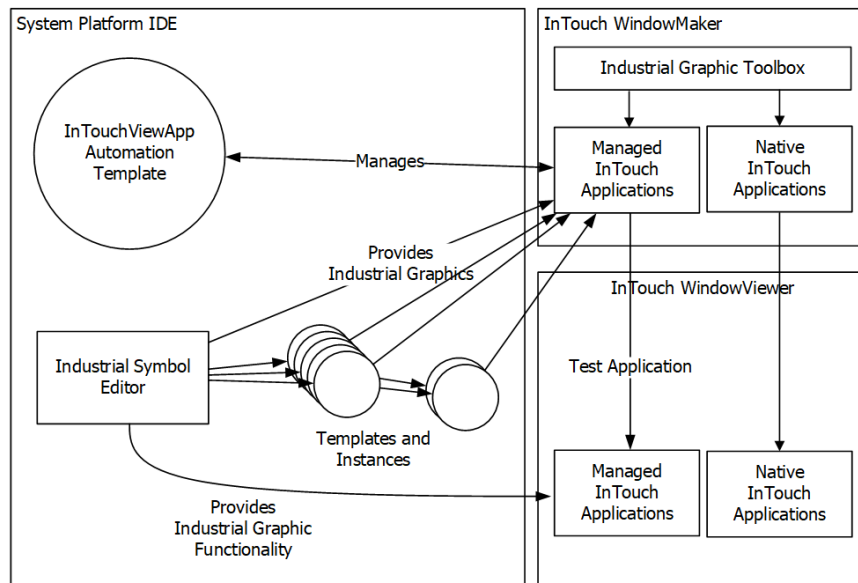 System Platform IDE
InTouchViewApp
Automation
Template
Manages
Provides
Industrial Graphics
Industrial Symbol
Editor
Templates and
Instances
Provides
Industrial Graphic
Functionality
InTouch WindowMaker
Industrial Graphic Toolbox
Managed
InTouch
Applications
Native
InTouch
Applications
InTouch WindowViewer
Test Application
Managed
InTouch
Applications
Native
InTouch
Applications